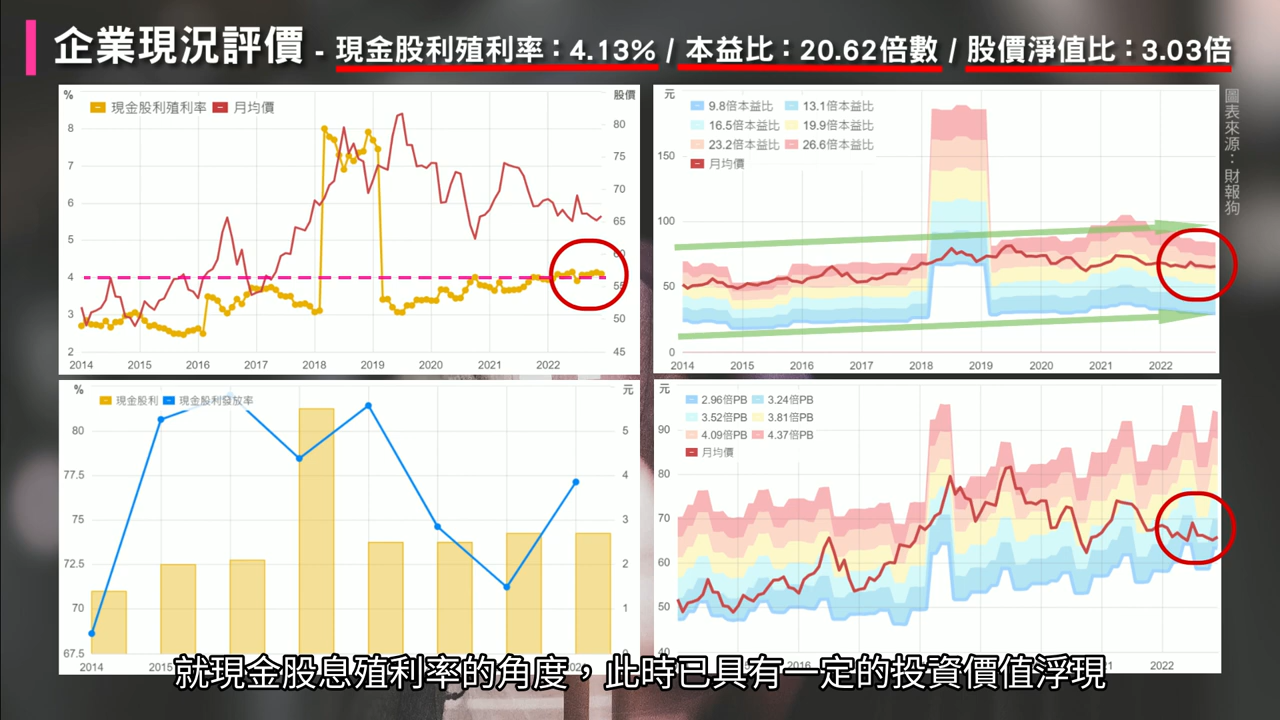 企業現況評價 - 現金股利殖利率：4.13% / 本益比：20.62倍數 / 股價淨值比：3.03倍
圖表來源：財報狗
% 股價
現金股利殖利率 月均價
8 80
75
7
70
6
65
5
60
4
55
3 50
2 45
2014 2015 2016 2017 2018 2019 2020 2021 2022
元
9.8倍本益比 13.1倍本益比
16.5倍本益比 19.9倍本益比
23.2倍本益比 26.6倍本益比
月均價
150
100
50
0
2014 2015 2016 2017 2018 2019 2020 2021 2022
% 元
現金股利 現金股利發放率
80 5
77.5 4
75 3
72.5 2
70 1
67.5 0
2014 2015
元
2.96倍PB 3.24倍PB
3.52倍PB 3.81倍PB
4.09倍PB 4.37倍PB
月均價
90
80
70
60
50
40
2016 2022
就現金股息殖利率的角度，此時已具有一定的投資價值浮現